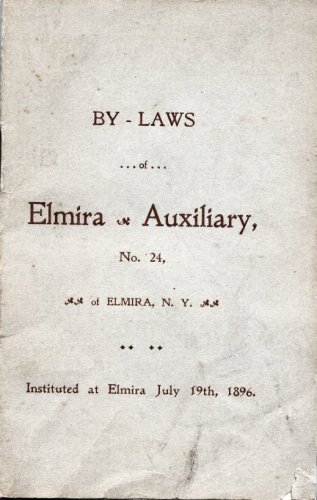 BY - LAWS
...of...
Elmira Auxiliary,
No. 24,
of ELMIRA, N. Y.
Instituted at Elmira July 19th, 1896.